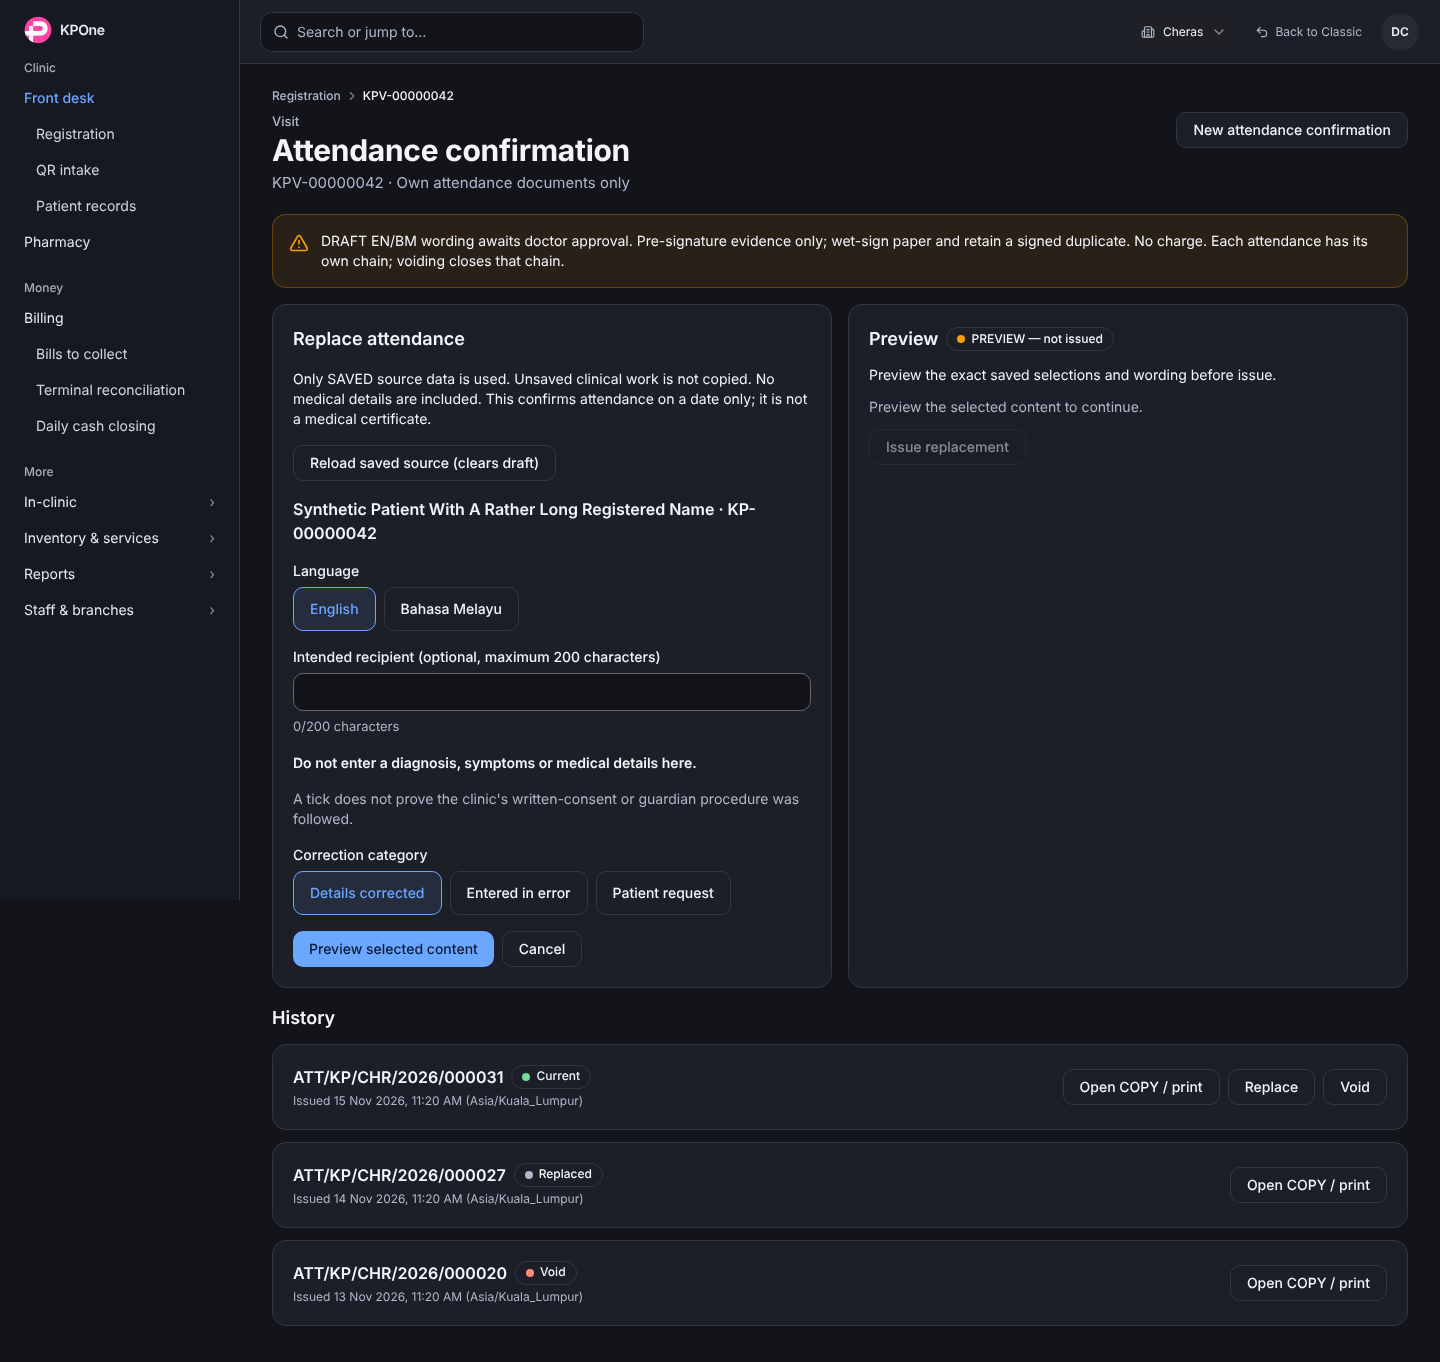 KPOne
Search or jump to...
Cheras
Back to Classic
DC
Clinic
Front desk
Registration
QR intake
Patient records
Pharmacy
Money
Billing
Bills to collect
Terminal reconciliation
Daily cash closing
More
In-clinic
Inventory & services
Reports
Staff & branches
Registration > KPV-00000042
Visit
Attendance confirmation
KPV-00000042 · Own attendance documents only
New attendance confirmation
DRAFT EN/BM wording awaits doctor approval. Pre-signature evidence only; wet-sign paper and retain a signed duplicate. No charge. Each attendance has its
own chain; voiding closes that chain.
Replace attendance
Only SAVED source data is used. Unsaved clinical work is not copied. No
medical details are included. This confirms attendance on a date only; it is not
a medical certificate.
Reload saved source (clears draft)
Synthetic Patient With A Rather Long Registered Name · KP-
00000042
Language
English
Bahasa Melayu
Intended recipient (optional, maximum 200 characters)
0/200 characters
Do not enter a diagnosis, symptoms or medical details here.
A tick does not prove the clinic's written-consent or guardian procedure was
followed.
Correction category
Details corrected
Entered in error
Patient request
Preview selected content
Cancel
Preview
PREVIEW — not issued
Preview the exact saved selections and wording before issue.
Preview the selected content to continue.
Issue replacement
History
ATT/KP/CHR/2026/000031
Current
Issued 15 Nov 2026, 11:20 AM (Asia/Kuala_Lumpur)
Open COPY / print
Replace
Void
ATT/KP/CHR/2026/000027
Replaced
Issued 14 Nov 2026, 11:20 AM (Asia/Kuala_Lumpur)
Open COPY / print
ATT/KP/CHR/2026/000020
Void
Issued 13 Nov 2026, 11:20 AM (Asia/Kuala_Lumpur)
Open COPY / print